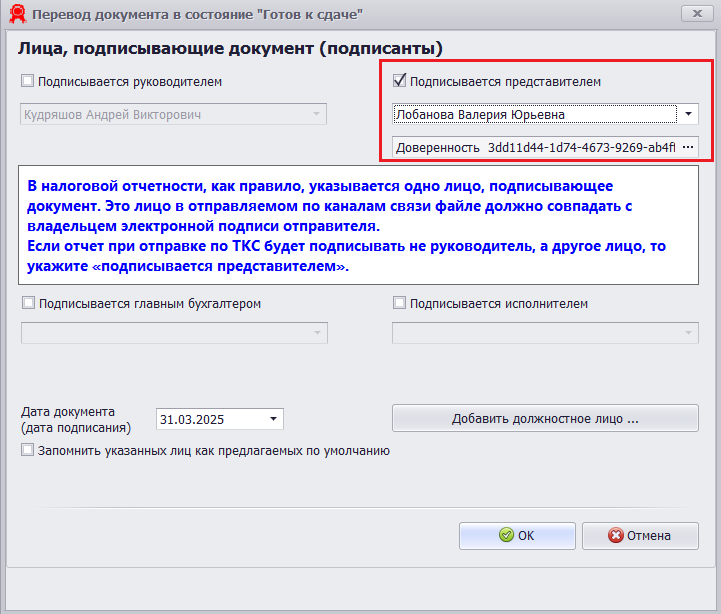 Перевод документа в состояние "Готов к сдаче"
Лица, подписывающие документ (подписанты)
Подписывается руководителем
Подписывается представителем
Кудряшов Андрей Викторович
Лобанова Валерия Юрьевна
Доверенность 3dd11d44-1d74-4673-9269-ab4fl ...
В налоговой отчетности, как правило, указывается одно лицо, подписывающее
документ. Это лицо в отправляемом по каналам связи файле должно совпадать с
владельцем электронной подписи отправителя.
Если отчет при отправке по ТКС будет подписывать не руководитель, а другое лицо, то
укажите «подписывается представителем».
Подписывается главным бухгалтером
Подписывается исполнителем
Дата документа
(дата подписания)
31.03.2025
Добавить должностное лицо ...
Запомнить указанных лиц как предлагаемых по умолчанию
OK
Отмена